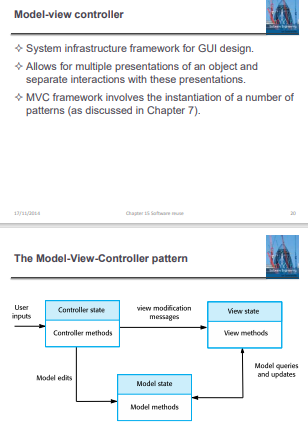 Model-view controller
✧ System infrastructure framework for GUI design.
✧ Allows for multiple presentations of an object and
separate interactions with these presentations.
✧ MVC framework involves the instantiation of a number of
patterns (as discussed in Chapter 7).
17/11/2014 Chapter 15 Software reuse 20
The Model-View-Controller pattern
User
inputs
Controller state
Controller methods
view modification
messages
View state
View methods
Model edits
Model state
Model methods
Model queries
and updates